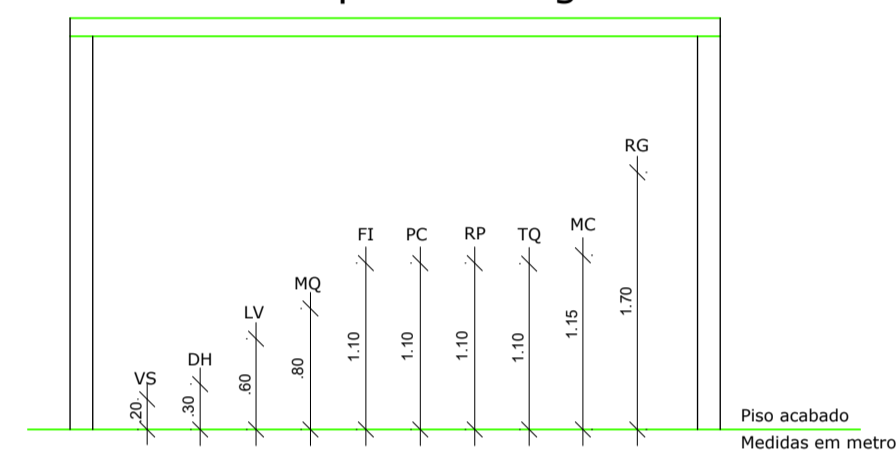 RG
MC
FI PC RP TQ
MQ
LV
DH
VS
.20
.30
.60
.80
1.10
1.10
1.10
1.10
1.15
1.70
Piso acabado
Medidas em metro